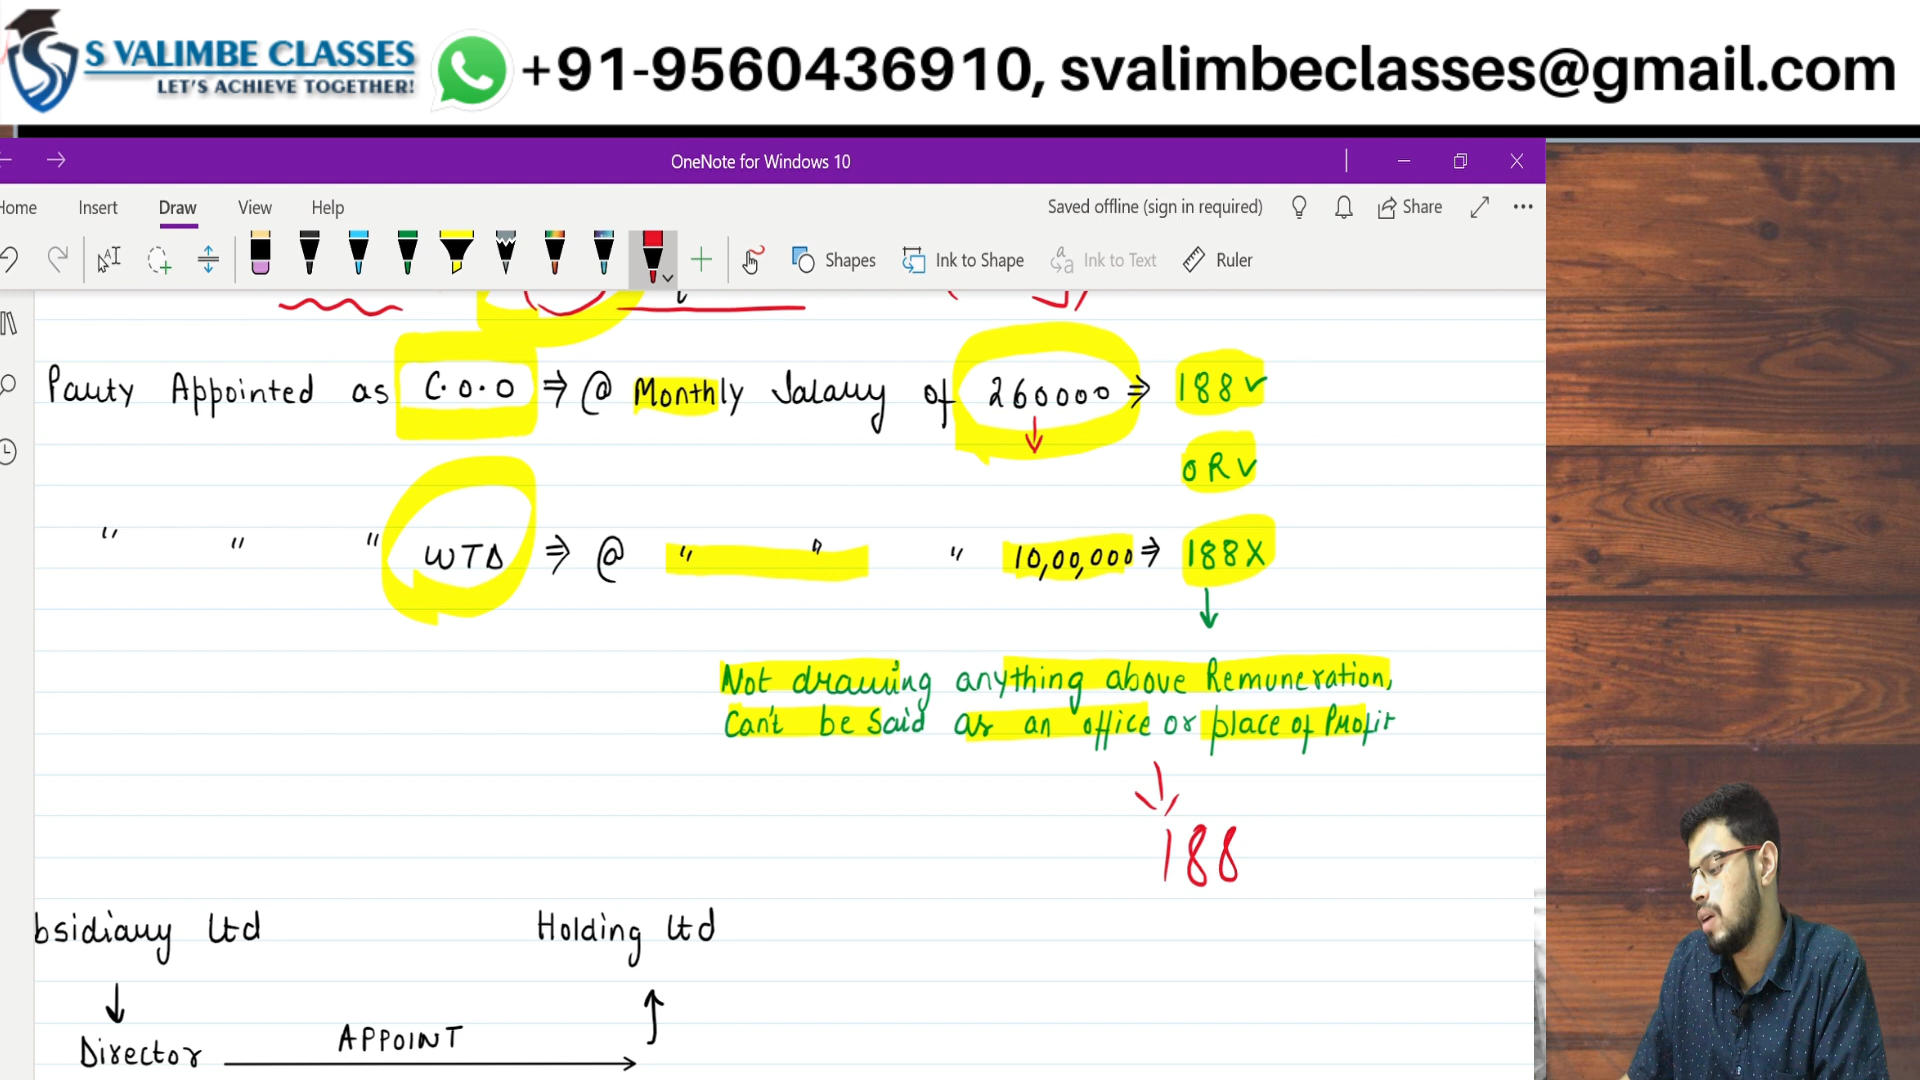 S VALIMBE CLASSES
LET'S ACHIEVE TOGETHER!
+91-9560436910, svalimbeclasses@gmail.com
OneNote for Windows 10
Home Insert Draw View Help
Saved offline (sign in required) Share
Shapes Ink to Shape Ink to Text Ruler
Party Appointed as C.O.O ⇒ @ Monthly Salary of 260000 ⇒ 188 ✓
OR ✓
" " " WTD ⇒ @ " " " 10,00,000 ⇒ 188X
Not drawing anything above Remuneration,
Can't be said as an office or place of Profit
188
bsidiary Ltd Holding Ltd
Director APPOINT